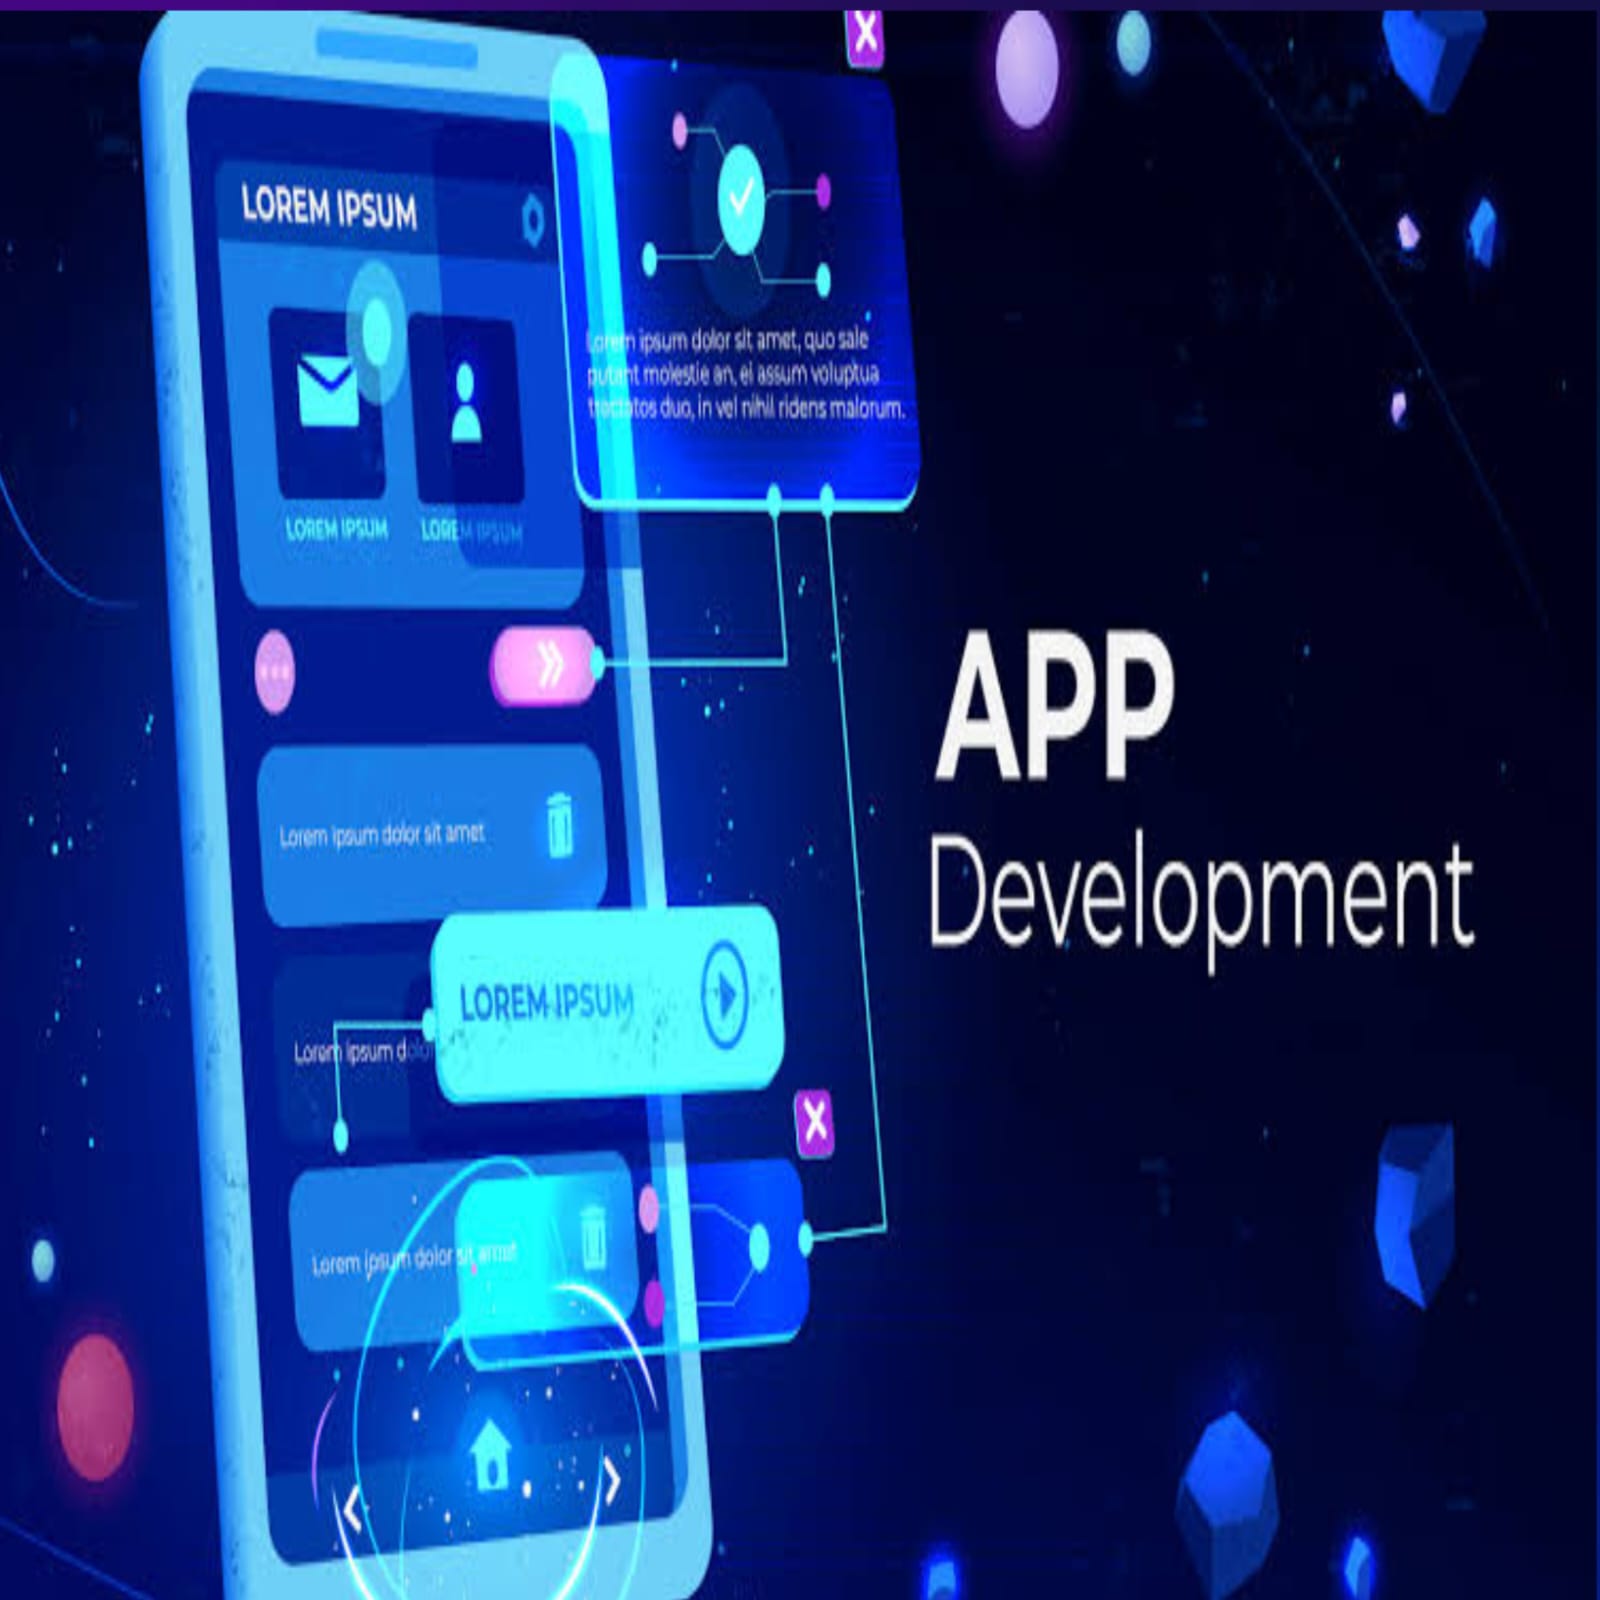 LOREM IPSUM
LOREM IPSUM
LOREM IPSUM
Lorem ipsum dolor sit amet, quo sale
putant molestie an, ei assum voluptua
tractatos duo, in vel nihil ridens malorum.
APP
Development
Lorem ipsum dolor sit amet
LOREM IPSUM
Lorem ipsum dolor
Lorem ipsum dolor sit amet